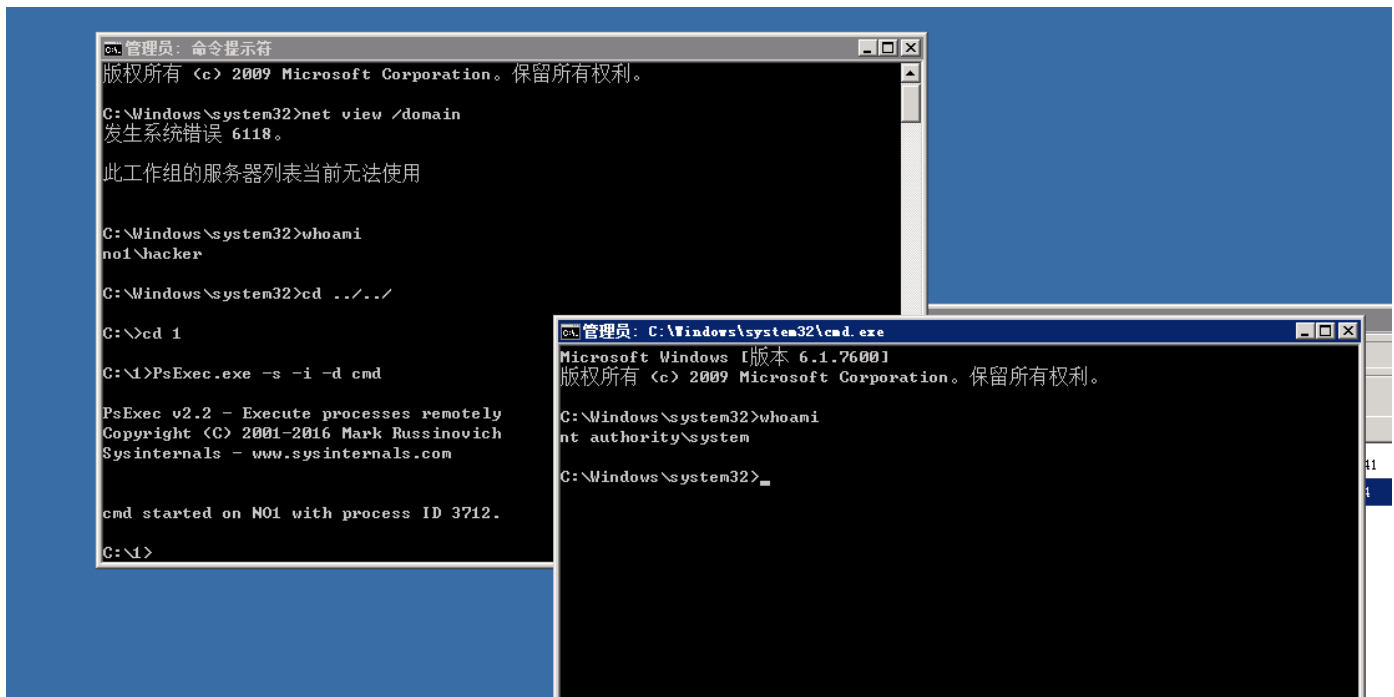 管理员: 命令提示符
版权所有 (c) 2009 Microsoft Corporation。保留所有权利。
C:\Windows\system32>net view /domain
发生系统错误 6118。
此工作组的服务器列表当前无法使用
C:\Windows\system32>whoami
no1\hacker
C:\Windows\system32>cd ../../
C:\>cd 1
C:\1>PsExec.exe -s -i -d cmd
PsExec v2.2 - Execute processes remotely
Copyright (C) 2001-2016 Mark Russinovich
Sysinternals - www.sysinternals.com
cmd started on NO1 with process ID 3712.
C:\1>
管理员: C:\Windows\system32\cmd.exe
Microsoft Windows [版本 6.1.7600]
版权所有 (c) 2009 Microsoft Corporation。保留所有权利。
C:\Windows\system32>whoami
nt authority\system
C:\Windows\system32>
41
4